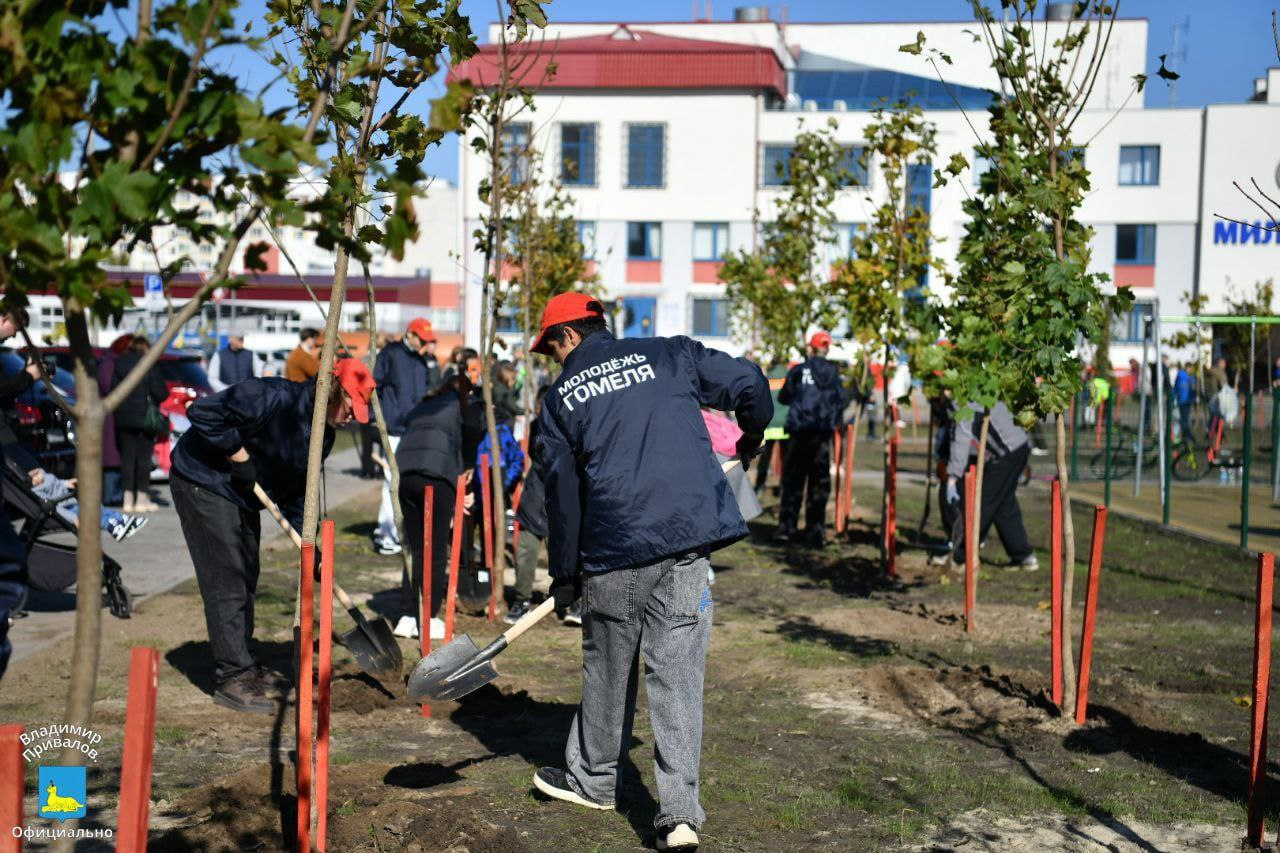 МИЛ
МОЛОДЁЖЬ
ГОМЕЛЯ
P
Владимир
Привалов.
Официально